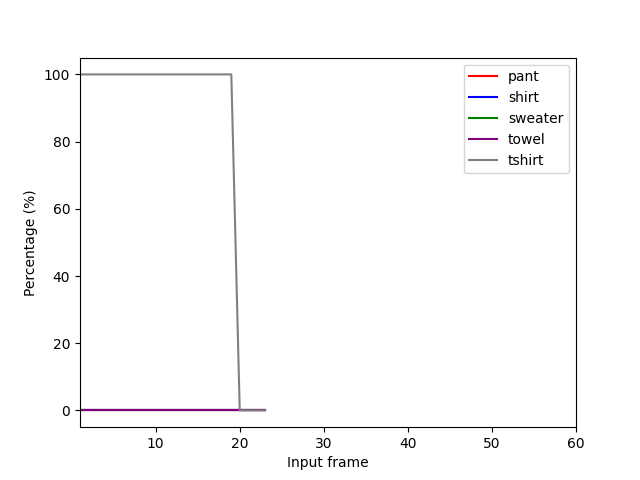 pant
shirt
sweater
towel
tshirt
Percentage (%)
100
80
60
40
20
0
10 20 30 40 50 60
Input frame